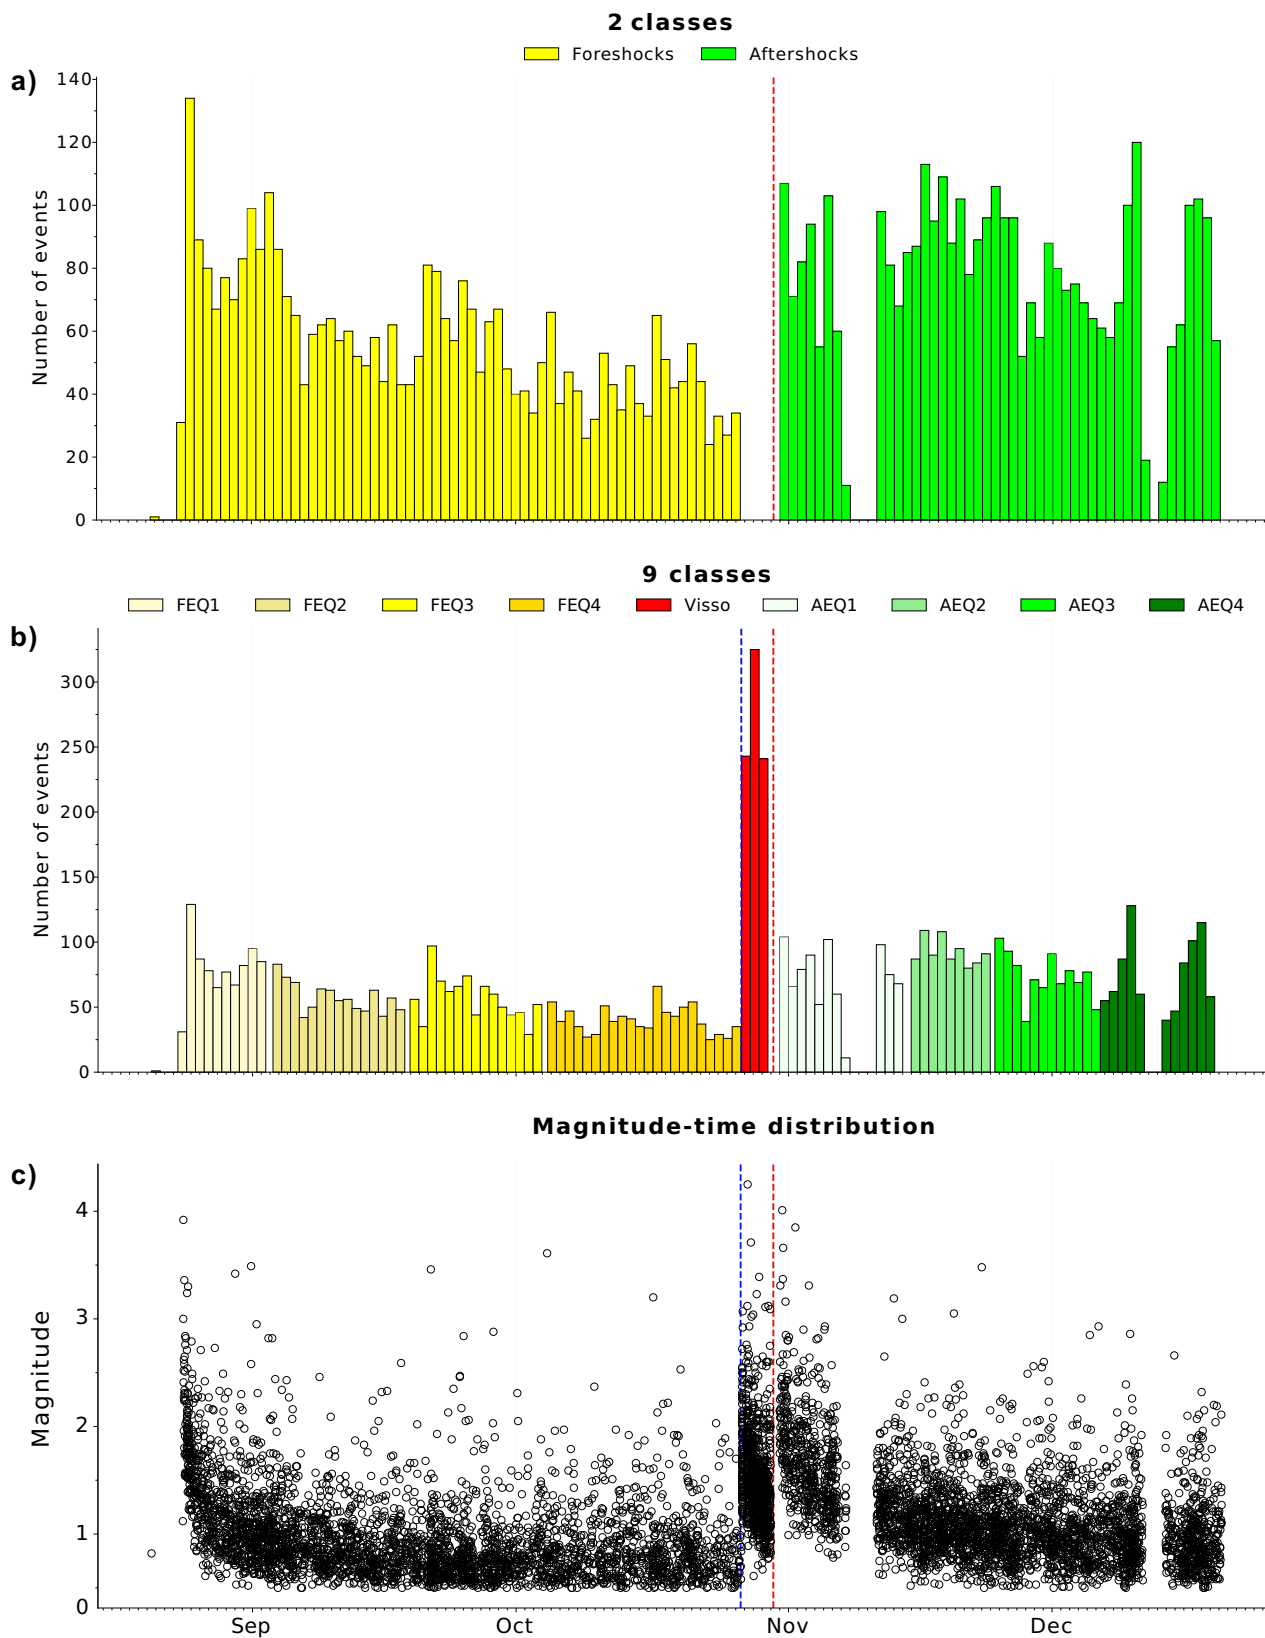 2 classes
Foreshocks Aftershocks
a)
140
120
100
80
60
40
20
0
Number of events
9 classes
FEQ1 FEQ2 FEQ3 FEQ4 Visso AEQ1 AEQ2 AEQ3 AEQ4
b)
300
250
200
150
100
50
0
Number of events
Magnitude-time distribution
c)
4
3
2
1
0
Magnitude
Sep Oct Nov Dec